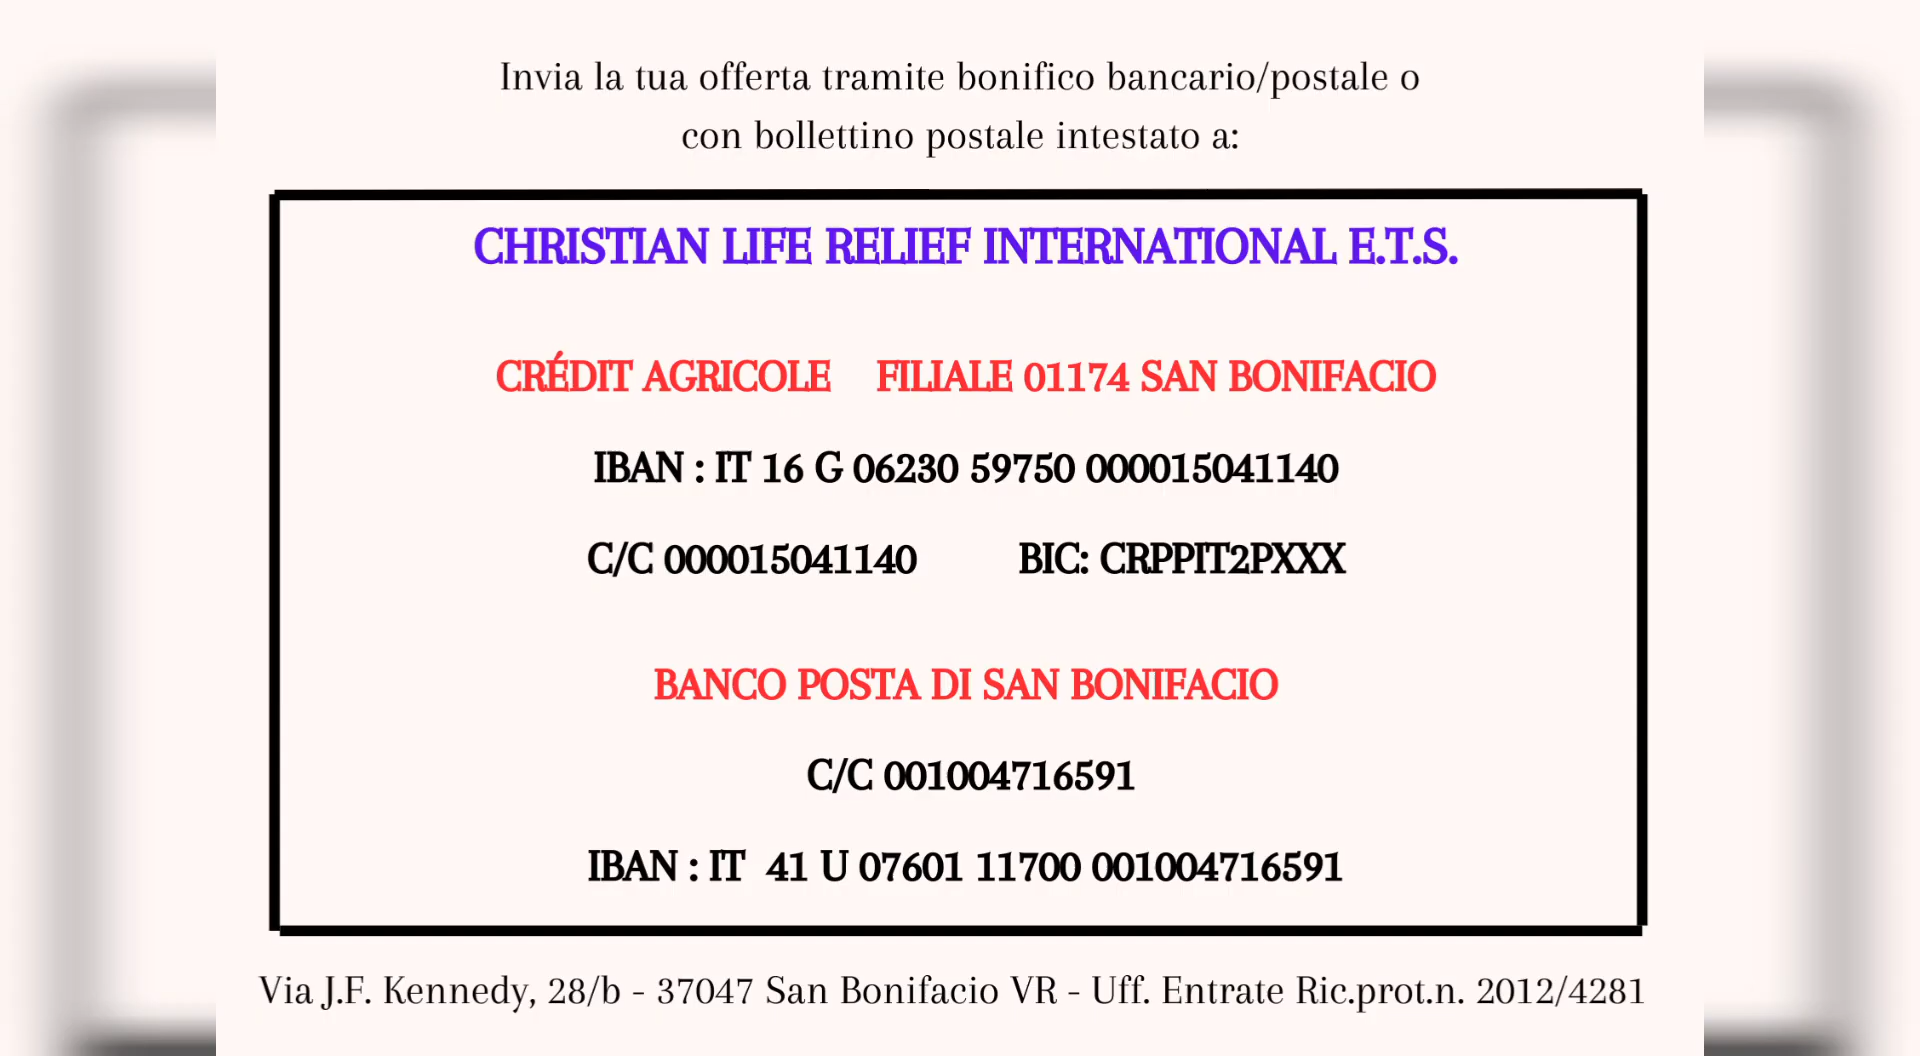 Invia la tua offerta tramite bonifico bancario/postale o
con bollettino postale intestato a:
CHRISTIAN LIFE RELIEF INTERNATIONAL E.T.S.
CRÉDIT AGRICOLE FILIALE 01174 SAN BONIFACIO
IBAN : IT 16 G 06230 59750 000015041140
C/C 000015041140 BIC: CRPPIT2PXXX
BANCO POSTA DI SAN BONIFACIO
C/C 001004716591
IBAN : IT 41 U 07601 11700 001004716591
Via J.F. Kennedy, 28/b - 37047 San Bonifacio VR - Uff. Entrate Ric.prot.n. 2012/4281